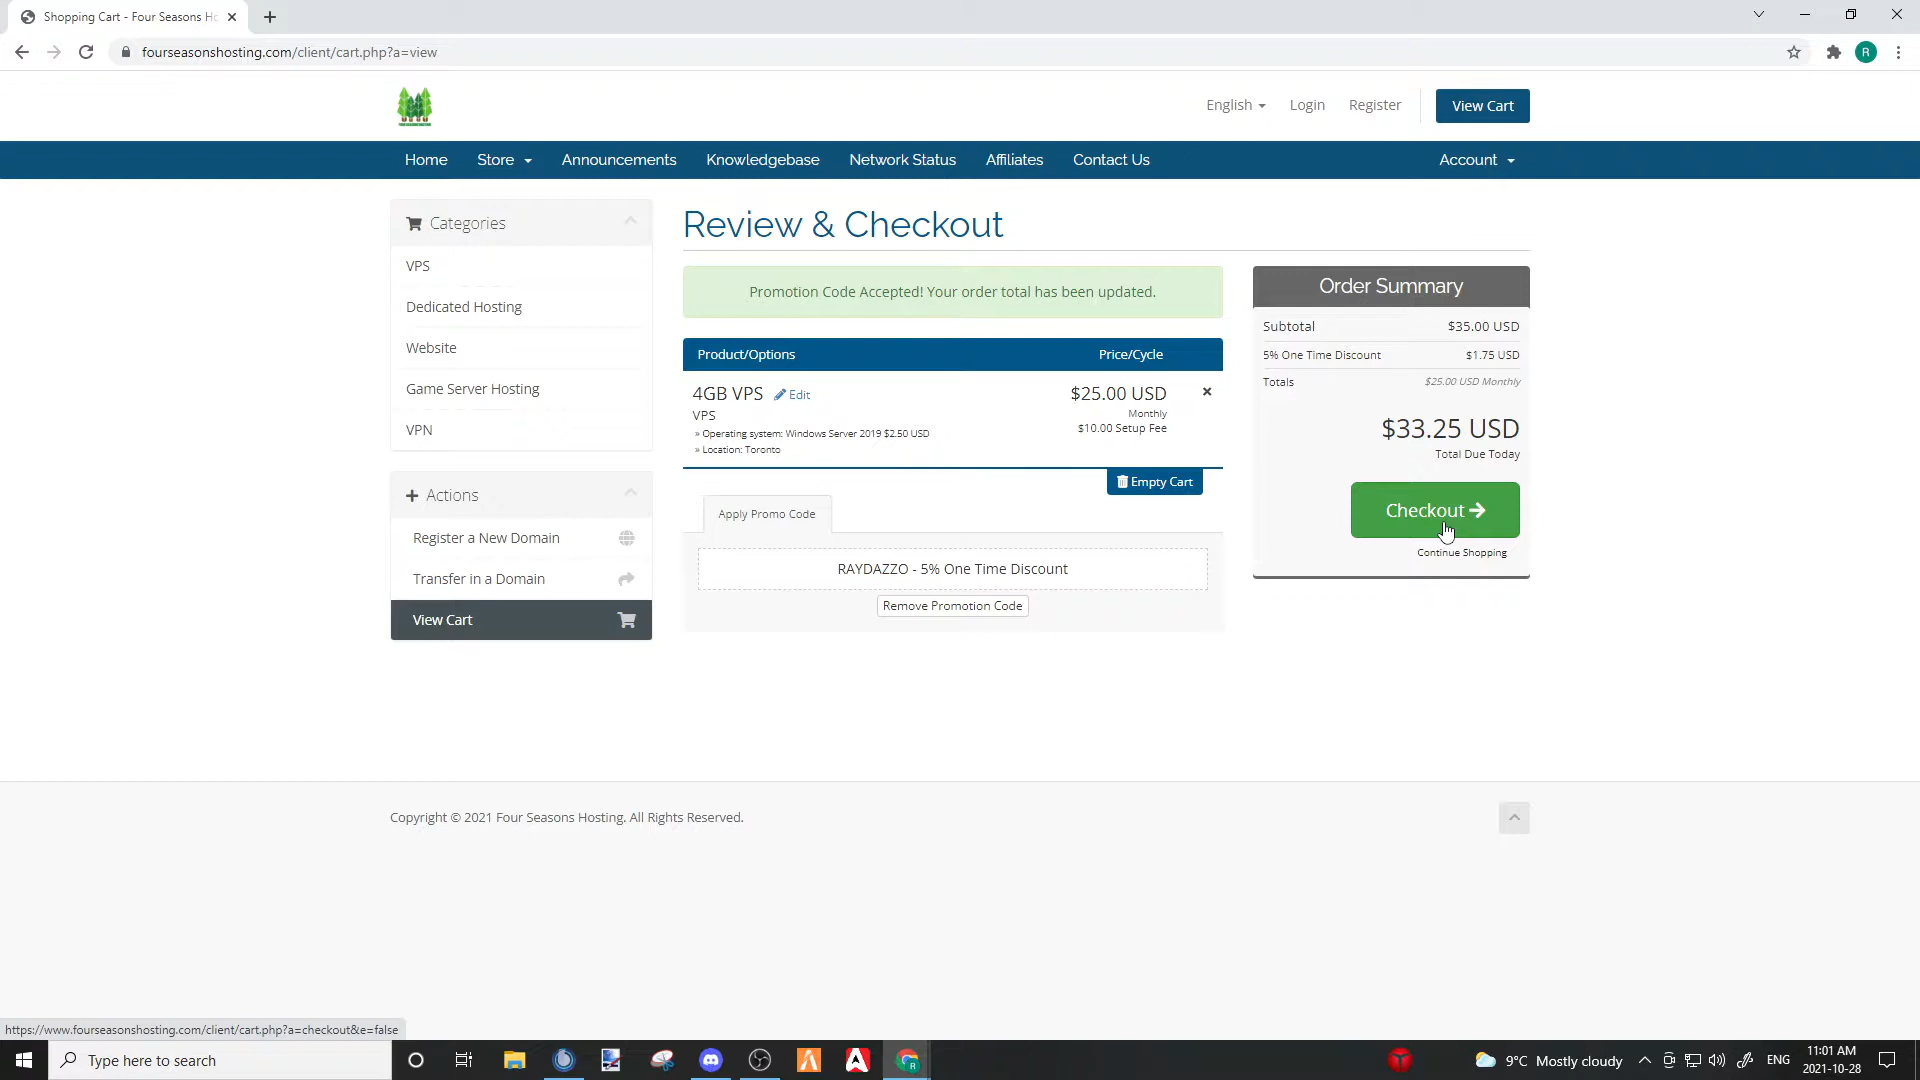 Shopping Cart - Four Seasons Ho
fourseasonshosting.com/client/cart.php?a=view
R
English
Login
Register
View Cart
Home
Store
Announcements
Knowledgebase
Network Status
Affiliates
Contact Us
Account
Categories
VPS
Dedicated Hosting
Website
Game Server Hosting
VPN
Actions
Register a New Domain
Transfer in a Domain
View Cart
Review & Checkout
Promotion Code Accepted! Your order total has been updated.
Product/Options Price/Cycle
4GB VPS Edit $25.00 USD
VPS Monthly
» Operating system: Windows Server 2019 $2.50 USD $10.00 Setup Fee
» Location: Toronto
Empty Cart
Apply Promo Code
RAYDAZZO - 5% One Time Discount
Remove Promotion Code
Order Summary
Subtotal $35.00 USD
5% One Time Discount $1.75 USD
Totals $25.00 USD Monthly
$33.25 USD
Total Due Today
Checkout
Continue Shopping
Copyright © 2021 Four Seasons Hosting. All Rights Reserved.
https://www.fourseasonshosting.com/client/cart.php?a=checkout&e=false
Type here to search
9°C Mostly cloudy
ENG
11:01 AM
2021-10-28